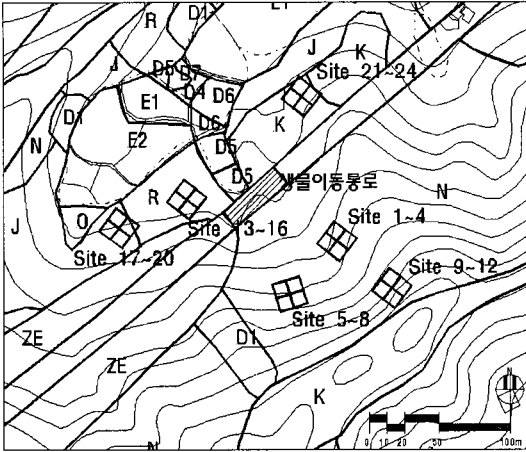 D1
E1
R
J
K
J
Site 21~24
D5
D7
D4
D6
E1
D1
D6
K
E2
N
D5
D5
생물이동통로
N
R
Site 1~4
O
J
Site 13~16
Site 17~20
Site 9~12
Site 5~8
D1
ZE
ZE
K
N
N
0 10 20 50 100m